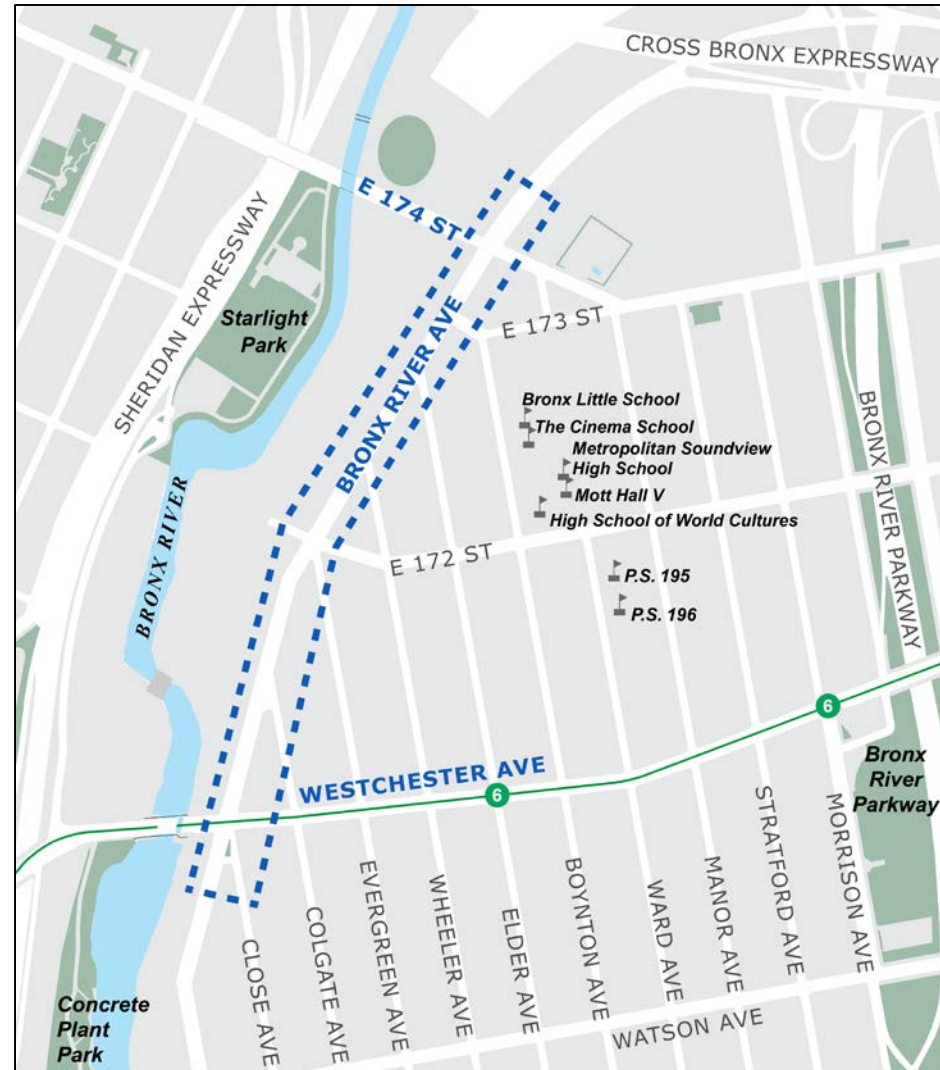 CROSS BRONX EXPRESSWAY
E 174 ST
SHERIDAN EXPRESSWAY
Starlight
Park
BRONX RIVER AVE
E 173 ST
Bronx Little School
The Cinema School
Metropolitan Soundview
High School
Mott Hall V
High School of World Cultures
BRONX RIVER PARKWAY
BRONX RIVER
E 172 ST
P.S. 195
P.S. 196
6
WESTCHESTER AVE
6
Bronx
River
Parkway
CLOSE AVE
COLGATE AVE
EVERGREEN AVE
WHEELER AVE
ELDER AVE
BOYNTON AVE
WARD AVE
MANOR AVE
STRATFORD AVE
MORRISON AVE
Concrete
Plant
Park
WATSON AVE